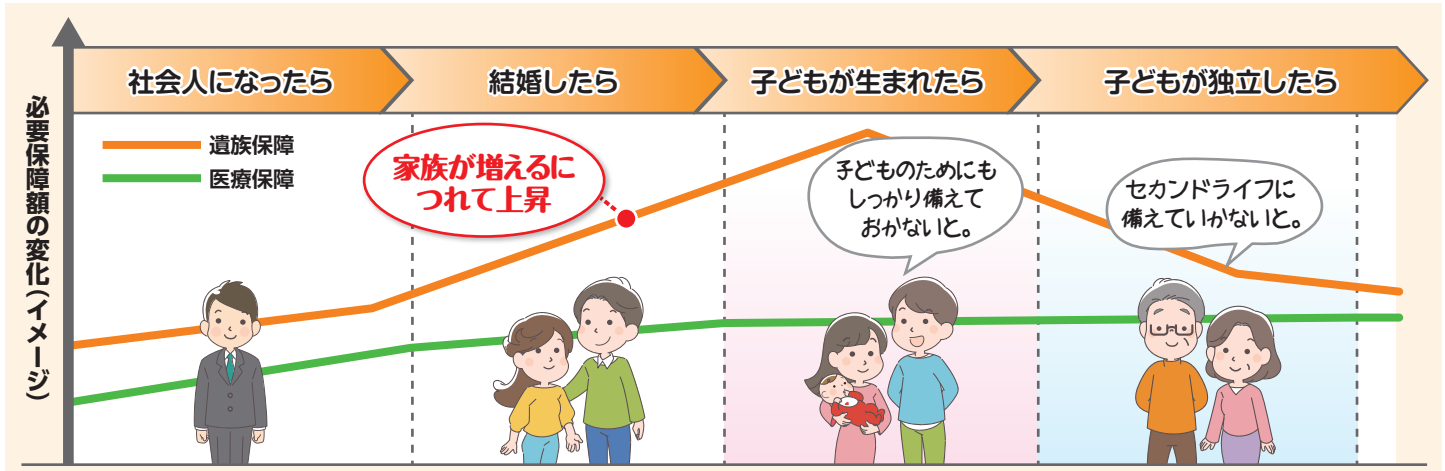 必要保障額の変化(イメージ)
社会人になったら
結婚したら
子どもが生まれたら
子どもが独立したら
遺族保障
医療保障
家族が増えるに
つれて上昇
子どものためにも
しっかり備えて
おかないと。
セカンドライフに
備えていかないと。